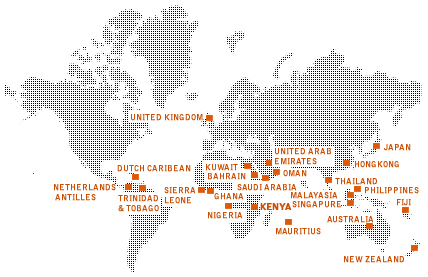 UNITED KINGDOM
JAPAN
UNITED ARAB
EMIRATES
HONGKONG
DUTCH CARIBEAN
KUWAIT
BAHRAIN
OMAN
THAILAND
NETHERLANDS
ANTILLES
SIERRA
LEONE
SAUDI ARABIA
PHILIPPINES
TRINIDAD
& TOBAGO
GHANA
MALAYASIA
SINGAPURE
FIJI
NIGERIA
KENYA
AUSTRALIA
MAURITIUS
NEW ZEALAND